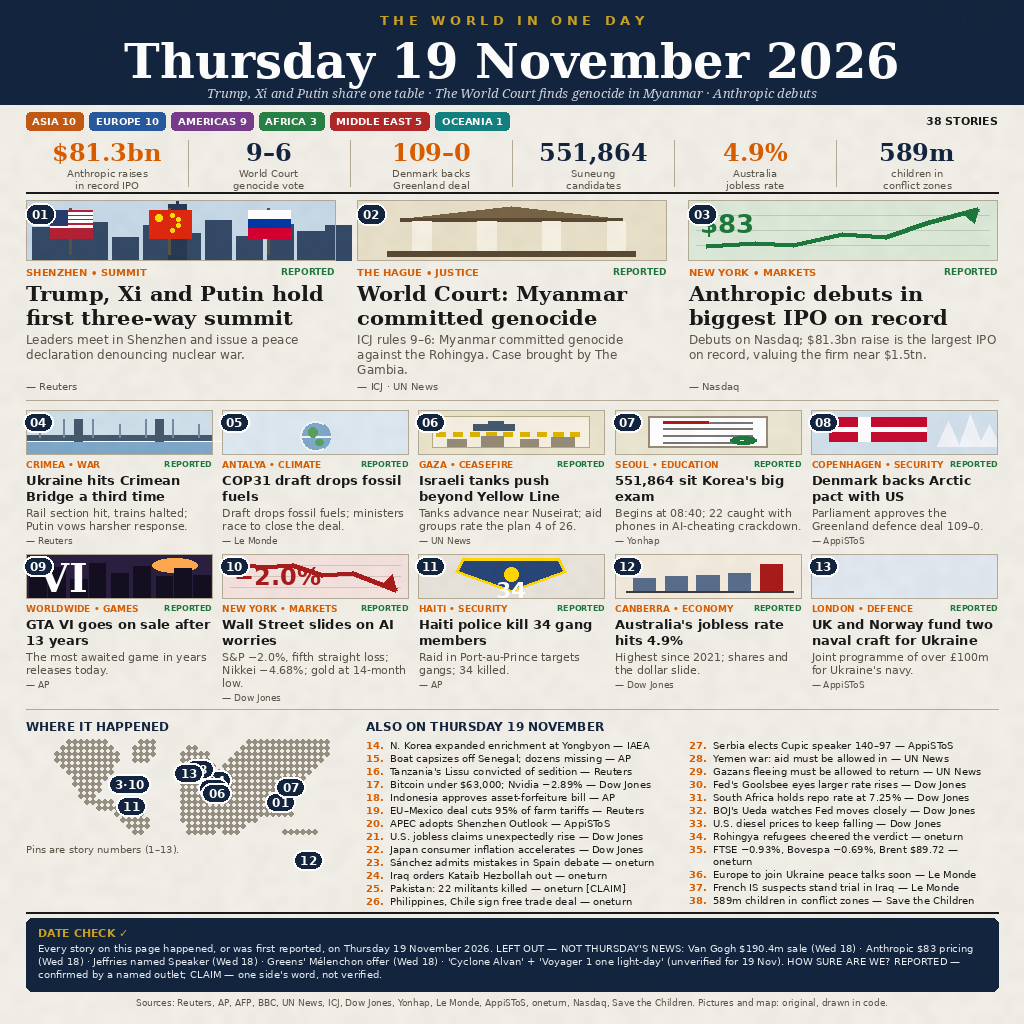 THE WORLD IN ONE DAY
Thursday 19 November 2026
Trump, Xi and Putin share one table · The World Court finds genocide in Myanmar · Anthropic debuts
ASIA 10
EUROPE 10
AMERICAS 9
AFRICA 3
MIDDLE EAST 5
OCEANIA 1
38 STORIES
$81.3bn
Anthropic raises
in record IPO
9–6
World Court
genocide vote
109–0
Denmark backs
Greenland deal
551,864
Suneung
candidates
4.9%
Australia
jobless rate
589m
children in
conflict zones
01
SHENZHEN • SUMMIT
REPORTED
Trump, Xi and Putin hold
first three-way summit
Leaders meet in Shenzhen and issue a peace
declaration denouncing nuclear war.
— Reuters
02
THE HAGUE • JUSTICE
REPORTED
World Court: Myanmar
committed genocide
ICJ rules 9–6: Myanmar committed genocide
against the Rohingya. Case brought by The
Gambia.
— ICJ · UN News
03
$83
NEW YORK • MARKETS
REPORTED
Anthropic debuts in
biggest IPO on record
Debuts on Nasdaq; $81.3bn raise is the largest IPO
on record, valuing the firm near $1.5tn.
— Nasdaq
04
CRIMEA • WAR
REPORTED
Ukraine hits Crimean
Bridge a third time
Rail section hit, trains halted;
Putin vows harsher response.
— Reuters
05
ANTALYA • CLIMATE
REPORTED
COP31 draft drops fossil
fuels
Draft drops fossil fuels; ministers
race to close the deal.
— Le Monde
06
GAZA • CEASEFIRE
REPORTED
Israeli tanks push
beyond Yellow Line
Tanks advance near Nuseirat; aid
groups rate the plan 4 of 26.
— UN News
07
SEOUL • EDUCATION
REPORTED
551,864 sit Korea's big
exam
Begins at 08:40; 22 caught with
phones in AI-cheating crackdown.
— Yonhap
08
COPENHAGEN • SECURITY
REPORTED
Denmark backs Arctic
pact with US
Parliament approves the
Greenland defence deal 109–0.
— AppiSToS
09
VI
WORLDWIDE • GAMES
REPORTED
GTA VI goes on sale after
13 years
The most awaited game in years
releases today.
— AP
10
−2.0%
NEW YORK • MARKETS
REPORTED
Wall Street slides on AI
worries
S&P −2.0%, fifth straight loss;
Nikkei −4.68%; gold at 14-month
low.
— Dow Jones
11
34
HAITI • SECURITY
REPORTED
Haiti police kill 34 gang
members
Raid in Port-au-Prince targets
gangs; 34 killed.
— AP
12
CANBERRA • ECONOMY
REPORTED
Australia's jobless rate
hits 4.9%
Highest since 2021; shares and
the dollar slide.
— Dow Jones
13
LONDON • DEFENCE
REPORTED
UK and Norway fund two
naval craft for Ukraine
Joint programme of over £100m
for Ukraine's navy.
— AppiSToS
WHERE IT HAPPENED
13
3·10
06
07
11
01
12
Pins are story numbers (1–13).
ALSO ON THURSDAY 19 NOVEMBER
14. N. Korea expanded enrichment at Yongbyon — IAEA
15. Boat capsizes off Senegal; dozens missing — AP
16. Tanzania's Lissu convicted of sedition — Reuters
17. Bitcoin under $63,000; Nvidia −2.89% — Dow Jones
18. Indonesia approves asset-forfeiture bill — AP
19. EU–Mexico deal cuts 95% of farm tariffs — Reuters
20. APEC adopts Shenzhen Outlook — AppiSToS
21. U.S. jobless claims unexpectedly rise — Dow Jones
22. Japan consumer inflation accelerates — Dow Jones
23. Sánchez admits mistakes in Spain debate — oneturn
24. Iraq orders Kataib Hezbollah out — oneturn
25. Pakistan: 22 militants killed — oneturn [CLAIM]
26. Philippines, Chile sign free trade deal — oneturn
27. Serbia elects Cupic speaker 140–97 — AppiSToS
28. Yemen war: aid must be allowed in — UN News
29. Gazans fleeing must be allowed to return — UN News
30. Fed's Goolsbee eyes larger rate rises — Dow Jones
31. South Africa holds repo rate at 7.25% — Dow Jones
32. BOJ's Ueda watches Fed moves closely — Dow Jones
33. U.S. diesel prices to keep falling — Dow Jones
34. Rohingya refugees cheered the verdict — oneturn
35. FTSE −0.93%, Bovespa −0.69%, Brent $89.72 —
oneturn
36. Europe to join Ukraine peace talks soon — Le Monde
37. French IS suspects stand trial in Iraq — Le Monde
38. 589m children in conflict zones — Save the Children
DATE CHECK ✓
Every story on this page happened, or was first reported, on Thursday 19 November 2026. LEFT OUT — NOT THURSDAY'S NEWS: Van Gogh $190.4m sale (Wed 18) · Anthropic $83 pricing
(Wed 18) · Jeffries named Speaker (Wed 18) · Greens' Mélenchon offer (Wed 18) · 'Cyclone Alvan' + 'Voyager 1 one light-day' (unverified for 19 Nov). HOW SURE ARE WE? REPORTED —
confirmed by a named outlet; CLAIM — one side's word, not verified.
Sources: Reuters, AP, AFP, BBC, UN News, ICJ, Dow Jones, Yonhap, Le Monde, AppiSToS, oneturn, Nasdaq, Save the Children. Pictures and map: original, drawn in code.